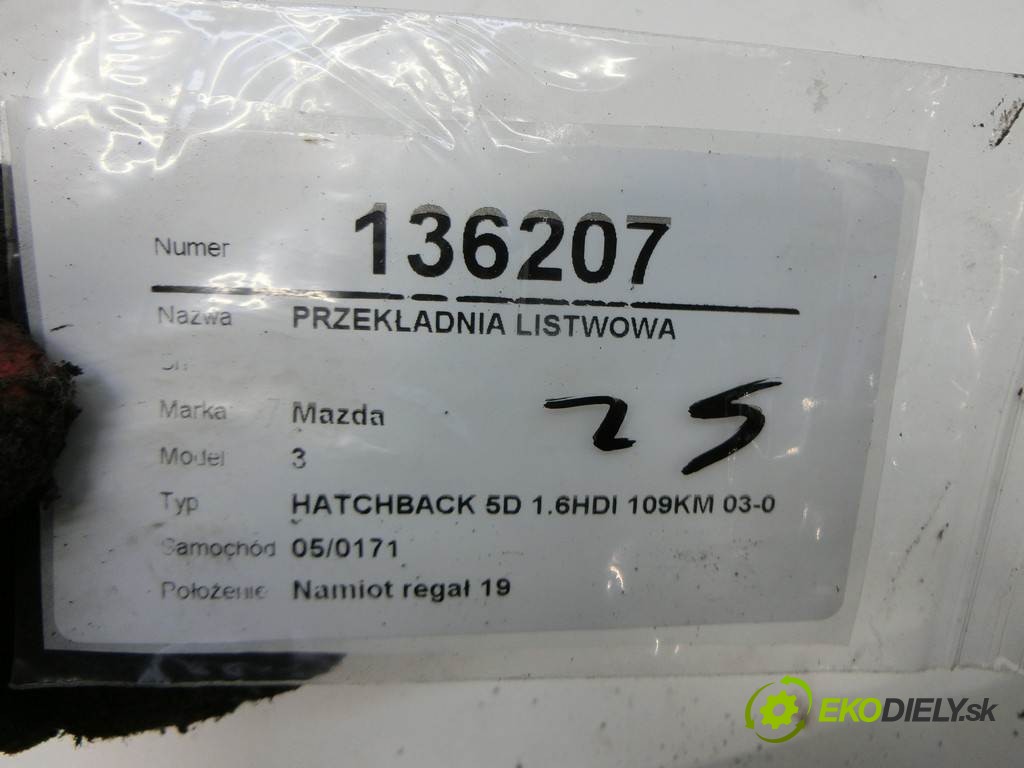 Numer 136207
Nazwa PRZEKŁADNIA LISTWOWA
Marka Mazda
25
Model 3
Typ HATCHBACK 5D 1.6HDI 109KM 03-0
Samochód 05/0171
Położenie Namiot regał 19
EKODIELY.sk